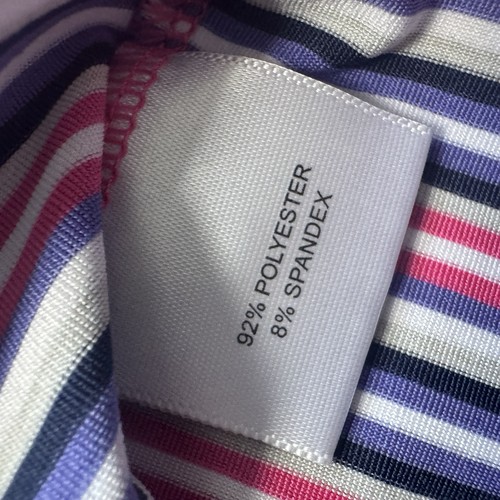 92% POLYESTER
8% SPANDEX